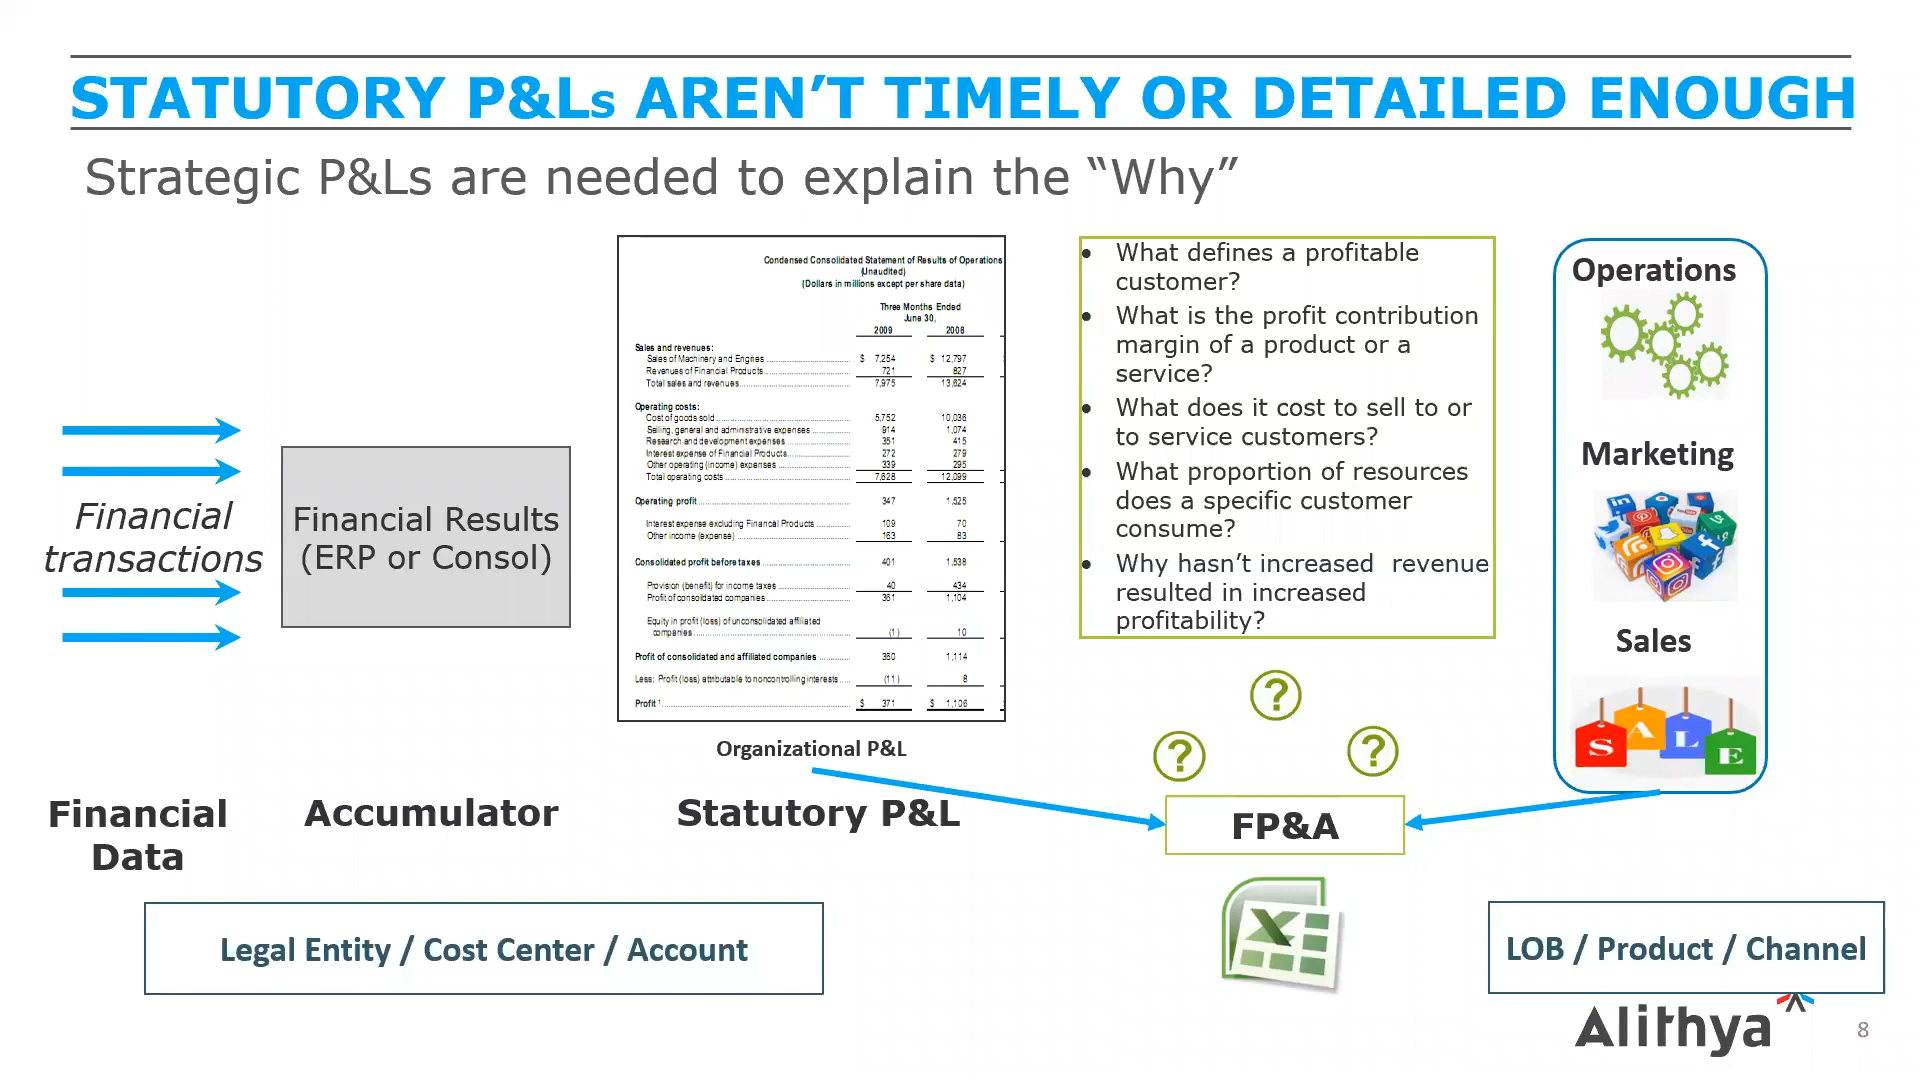 STATUTORY P&Ls AREN’T TIMELY OR DETAILED ENOUGH
Strategic P&Ls are needed to explain the “Why”
Financial
transactions
Financial Results
(ERP or Consol)
Condensed Consolidated Statement of Results of Operations
(Unaudited)
(Dollars in millions except per share data)
Three Months Ended
June 30,
2009 2008
Sales and revenues:
Sales of Machinery and Engines $ 7,254 $ 12,797
Revenues of Financial Products 721 827
Total sales and revenues 7,975 13,624
Operating costs:
Cost of goods sold 5,752 10,036
Selling, general and administrative expenses 914 1,074
Research and development expenses 351 415
Interest expense of Financial Products 272 279
Other operating (income) expenses 339 295
Total operating costs 7,628 12,099
Operating profit 347 1,525
Interest expense excluding Financial Products 109 70
Other income (expense) 163 83
Consolidated profit before taxes 401 1,538
Provision (benefit) for income taxes 40 434
Profit of consolidated companies 361 1,104
Equity in profit (loss) of unconsolidated affiliated
companies (1) 10
Profit of consolidated and affiliated companies 360 1,114
Less: Profit (loss) attributable to noncontrolling interests (11) 8
Profit 1 $ 371 $ 1,106
Organizational P&L
• What defines a profitable
customer?
• What is the profit contribution
margin of a product or a
service?
• What does it cost to sell to or
to service customers?
• What proportion of resources
does a specific customer
consume?
• Why hasn’t increased revenue
resulted in increased
profitability?
? ? ?
Operations
Marketing
in
YouTube
f
Sales
S A L E
Financial
Data
Accumulator
Statutory P&L
FP&A
X
Legal Entity / Cost Center / Account
LOB / Product / Channel
Alithya
8